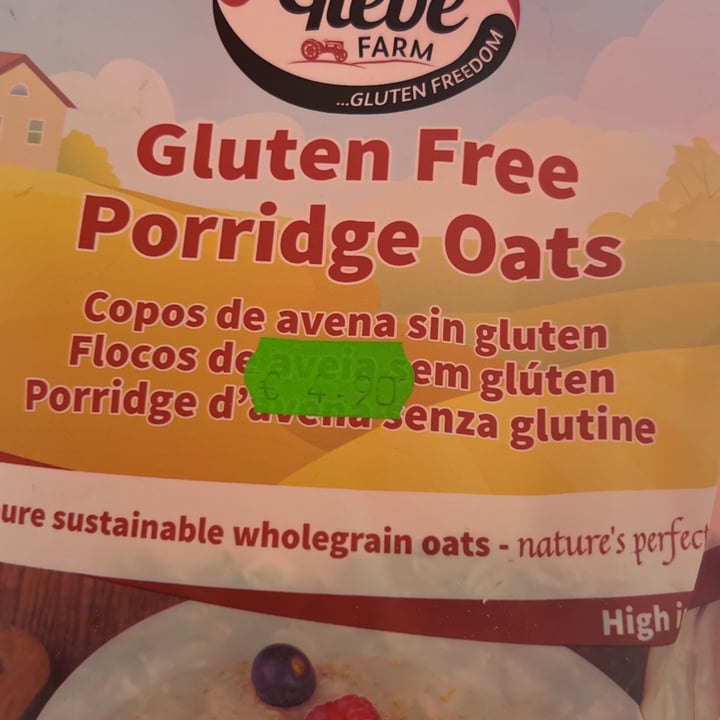 Glebe
FARM
...GLUTEN FREEDOM
Gluten Free
Porridge Oats
Copos de avena sin gluten
Flocos de aveia sem glúten
Porridge d'avena senza glutine
€ 4.90
ure sustainable wholegrain oats - nature's perfect
High i